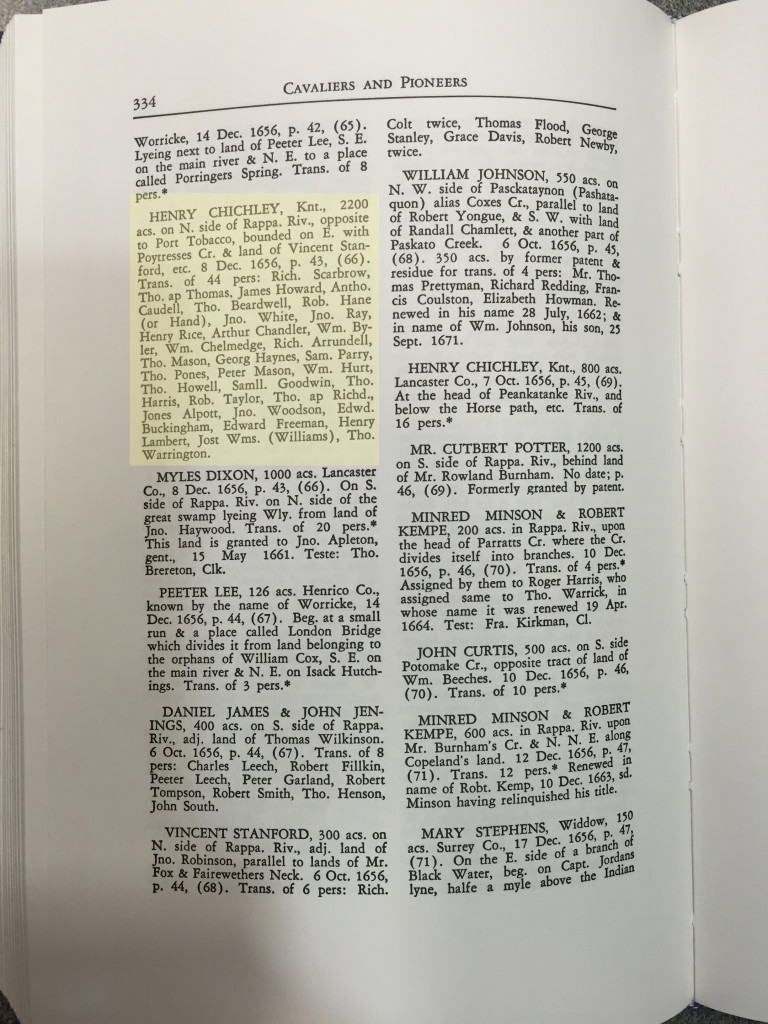 334
CAVALIERS AND PIONEERS
Worricke, 14 Dec. 1656, p. 42, (65).
Lyeing next to land of Peeter Lee, S. E.
on the main river & N. E. to a place
called Porringers Spring. Trans. of 8
pers.*
HENRY CHICHLEY, Knt., 2200
acs. on N. side of Rappa. Riv., opposite
to Port Tobacco, bounded on E. with
Poytresses Cr. & land of Vincent Stan-
ford, etc. 8 Dec. 1656, p. 43, (66).
Trans. of 44 pers: Rich. Scarbrow,
Tho. ap Thomas, James Howard, Antho.
Caudell, Tho. Beardwell, Rob. Hane
(or Hand), Jno. White, Jno. Ray,
Henry Rice, Arthur Chandler, Wm. By-
ler, Wm. Chelmedge, Rich. Arrundell,
Tho. Mason, Georg Haynes, Sam. Parry,
Tho. Pones, Peter Mason, Wm. Hurt,
Tho. Howell, Samll. Goodwin, Tho.
Harris, Rob. Taylor, Tho. ap Richd.,
Jones Alpott, Jno. Woodson, Edwd.
Buckingham, Edward Freeman, Henry
Lambert, Jost Wms. (Williams), Tho.
Warrington.
MYLES DIXON, 1000 acs. Lancaster
Co., 8 Dec. 1656, p. 43, (66). On S.
side of Rappa. Riv. on N. side of the
great swamp lyeing Wly. from land of
Jno. Haywood. Trans. of 20 pers.*
This land is granted to Jno. Apleton,
gent., 15 May 1661. Teste: Tho.
Brereton, Clk.
PEETER LEE, 126 acs. Henrico Co.,
known by the name of Worricke, 14
Dec. 1656, p. 44, (67). Beg. at a small
run & a place called London Bridge
which divides it from land belonging to
the orphans of William Cox, S. E. on
the main river & N. E. on Isack Hutch-
ings. Trans. of 3 pers.*
DANIEL JAMES & JOHN JEN-
INGS, 400 acs. on S. side of Rappa.
Riv., adj. land of Thomas Wilkinson.
6 Oct. 1656, p. 44, (67). Trans. of 8
pers: Charles Leech, Robert Fillkin,
Peeter Leech, Peter Garland, Robert
Tompson, Robert Smith, Tho. Henson,
John South.
VINCENT STANFORD, 300 acs. on
N. side of Rappa. Riv., adj. land of
Jno. Robinson, parallel to lands of Mr.
Fox & Fairewethers Neck. 6 Oct. 1656,
p. 44, (68). Trans. of 6 pers: Rich.
Colt twice, Thomas Flood, George
Stanley, Grace Davis, Robert Newby,
twice.
WILLIAM JOHNSON, 550 acs. on
N. W. side of Pasckataynon (Pashata-
quon) alias Coxes Cr., parallel to land
of Robert Yongue, & S. W. with land
of Randall Chamlett, & another part of
Paskato Creek. 6 Oct. 1656, p. 45,
(68). 350 acs. by former patent &
residue for trans. of 4 pers: Mr. Tho-
mas Prettyman, Richard Redding, Fran-
cis Coulston, Elizabeth Howman. Re-
newed in his name 28 July, 1662; &
in name of Wm. Johnson, his son, 25
Sept. 1671.
HENRY CHICHLEY, Knt., 800 acs.
Lancaster Co., 7 Oct. 1656, p. 45, (69).
At the head of Peankatanke Riv., and
below the Horse path, etc. Trans. of
16 pers.*
MR. CUTBERT POTTER, 1200 acs.
on S. side of Rappa. Riv., behind land
of Mr. Rowland Burnham. No date; p.
46, (69). Formerly granted by patent.
MINRED MINSON & ROBERT
KEMPE, 200 acs. in Rappa. Riv., upon
the head of Parratts Cr. where the Cr.
divides itself into branches. 10 Dec.
1656, p. 46, (70). Trans. of 4 pers.*
Assigned by them to Roger Harris, who
assigned same to Tho. Warrick, in
whose name it was renewed 19 Apr.
1664. Test: Fra. Kirkman, Cl.
JOHN CURTIS, 500 acs. on S. side
Potomake Cr., opposite tract of land of
Wm. Beeches. 10 Dec. 1656, p. 46,
(70). Trans. of 10 pers.*
MINRED MINSON & ROBERT
KEMPE, 600 acs. in Rappa. Riv. upon
Mr. Burnham's Cr. & N. N. E. along
Copeland's land. 12 Dec. 1656, p. 47,
(71). Trans. 12 pers.* Renewed in
name of Robt. Kemp, 10 Dec. 1663, sd.
Minson having relinquished his title.
MARY STEPHENS, Widdow, 150
acs. Surrey Co., 17 Dec. 1656, p. 47,
(71). On the E. side of a branch of
Black Water, beg. on Capt. Jordans
lyne, halfe a myle above the Indian